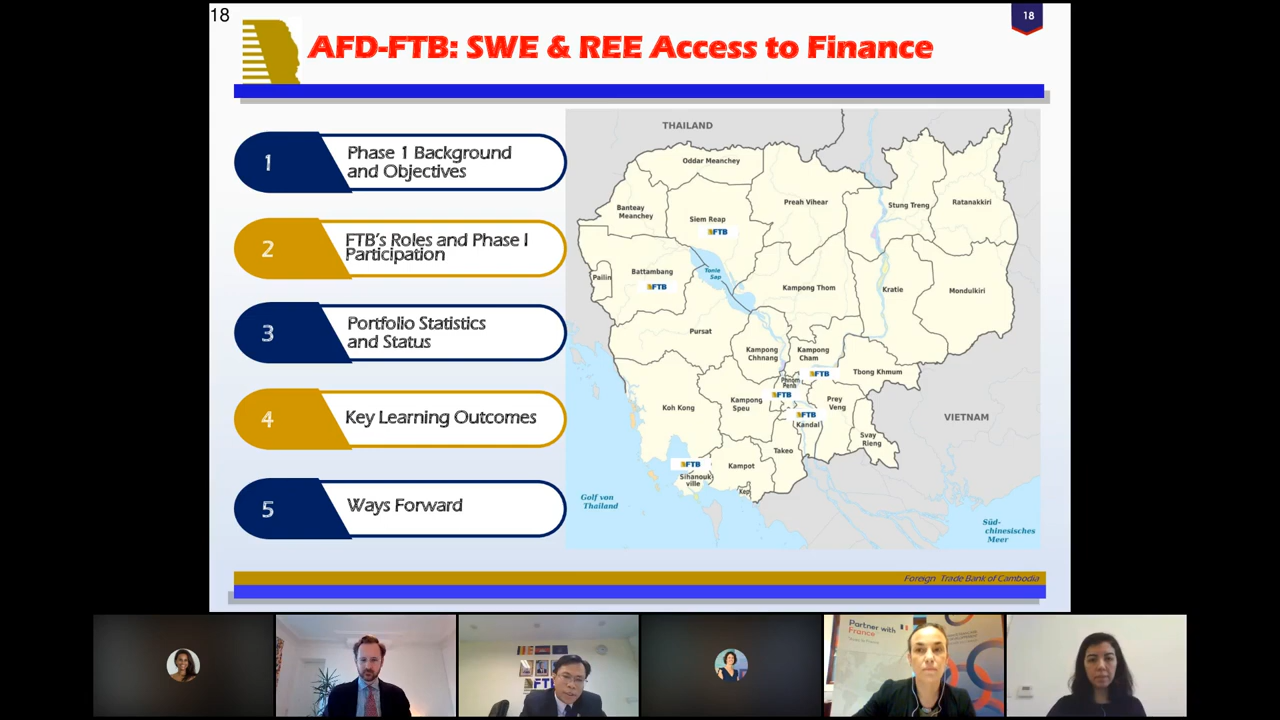 18
18
AFD-FTB: SWE & REE Access to Finance
1
Phase 1 Background
and Objectives
2
FTB's Roles and Phase I
Participation
3
Portfolio Statistics
and Status
4
Key Learning Outcomes
5
Ways Forward
THAILAND
Oddar Meanchey
Banteay
Meanchey
Siem Reap
FTB
Preah Vihear
Stung Treng
Ratanakkiri
Pailin
Battambang
FTB
Tonle
Sap
Kampong Thom
Kratie
Mondulkiri
Pursat
Kampong
Chhnang
Kampong
Cham
FTB
Tbong Khmum
Phnom
Penh
FTB
Koh Kong
Kampong
Speu
Prey
Veng
FTB
Kandal
VIETNAM
Svay
Rieng
Takeo
FTB
Sihanouk
ville
Kampot
Kep
Golf von
Thailand
Süd-
chinesisches
Meer
Foreign Trade Bank of Cambodia
Partner with
France